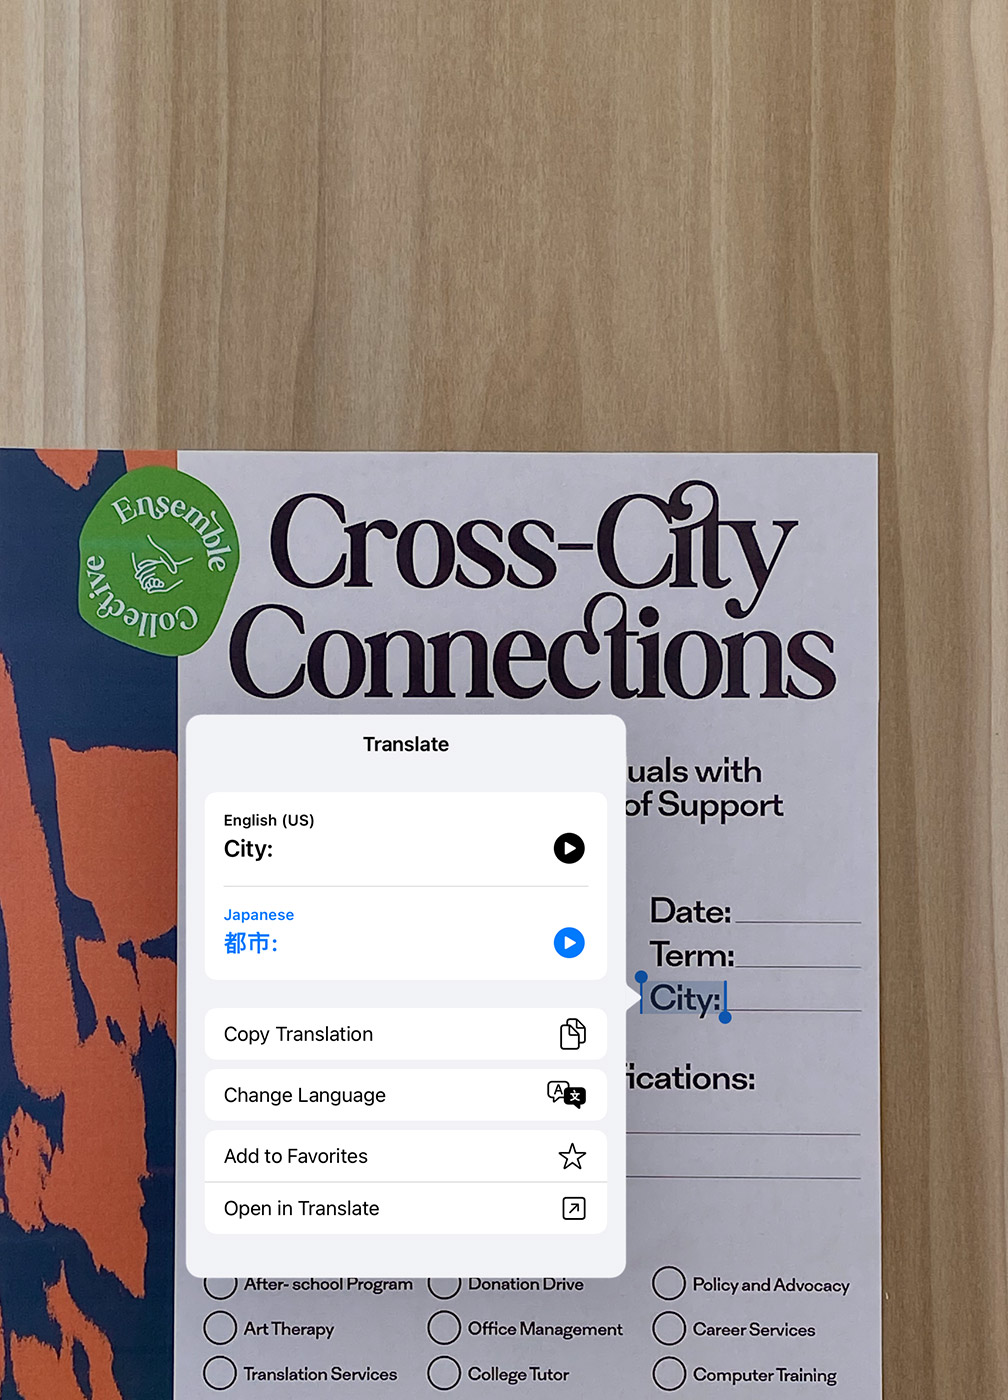 Ensemble
Collective
Cross-City
Connections
Translate
English (US)
City:
Japanese
都市:
Copy Translation
Change Language
Add to Favorites
Open in Translate
with
of Support
Date:
Term:
City:
After-school Program
Donation Drive
Policy and Advocacy
Art Therapy
Office Management
Career Services
Translation Services
College Tutor
Computer Training